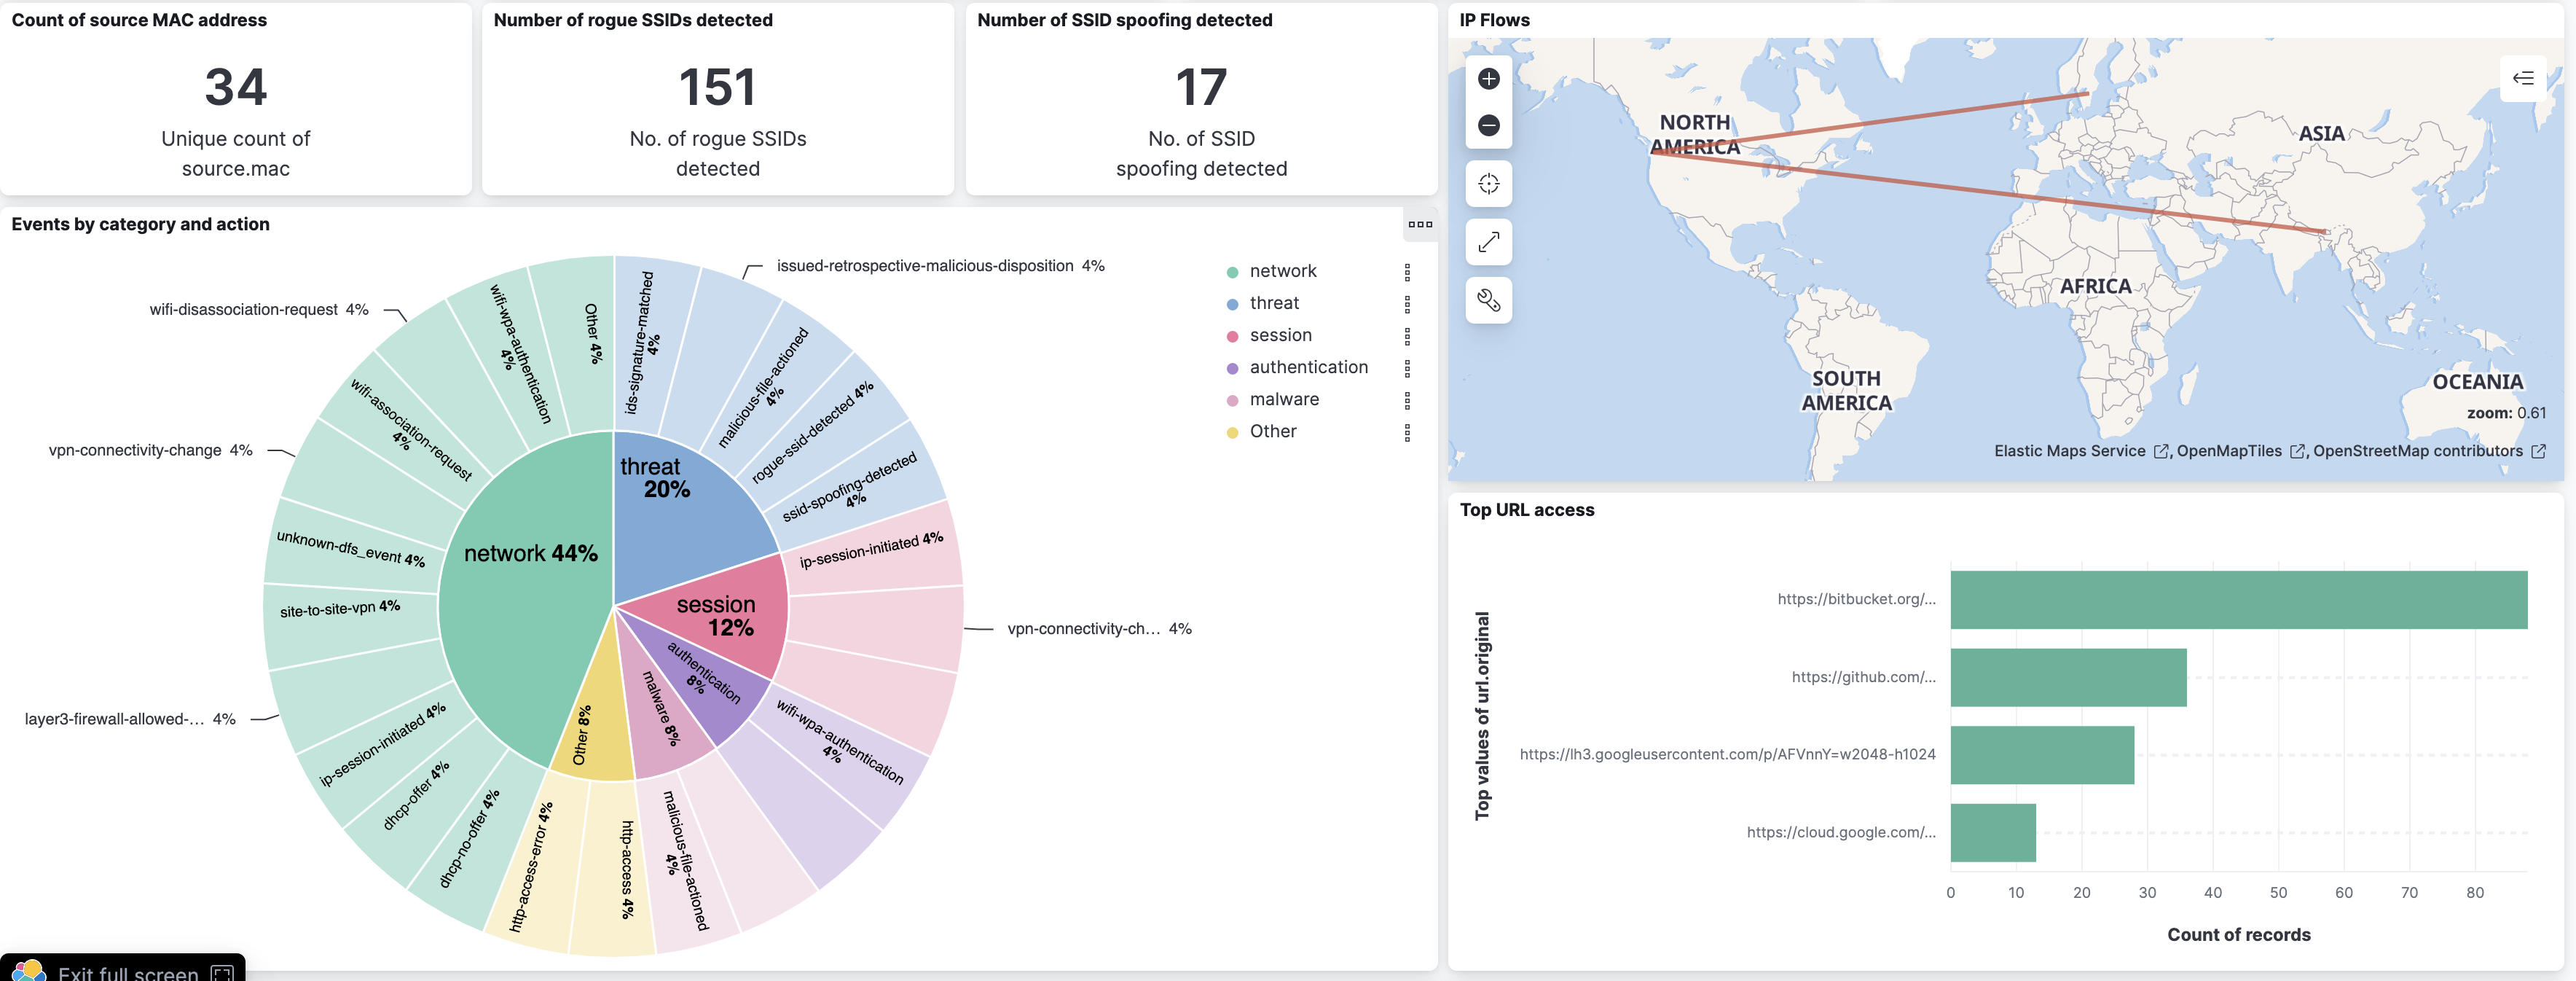 Count of source MAC address
34
Unique count of
source.mac
Number of rogue SSIDs detected
151
No. of rogue SSIDs
detected
Number of SSID spoofing detected
17
No. of SSID
spoofing detected
Events by category and action
issued-retrospective-malicious-disposition 4%
wifi-disassociation-request 4%
vpn-connectivity-change 4%
layer3-firewall-allowed-… 4%
vpn-connectivity-ch… 4%
Other 4%
wifi-wpa-authentication
4%
wifi-association-request
4%
unknown-dfs_event 4%
site-to-site-vpn 4%
ip-session-initiated 4%
dhcp-offer 4%
dhcp-no-offer 4%
http-access-error 4%
http-access 4%
malicious-file-actioned
4%
wifi-wpa-authentication
4%
ip-session-initiated 4%
ssid-spoofing-detected
4%
rogue-ssid-detected 4%
malicious-file-actioned
4%
ids-signature-matched
4%
threat
20%
network 44%
session
12%
authentication
8%
malware 8%
Other 8%
network
threat
session
authentication
malware
Other
Exit full screen
IP Flows
NORTH
AMERICA
ASIA
AFRICA
SOUTH
AMERICA
OCEANIA
zoom: 0.61
Elastic Maps Service , OpenMapTiles , OpenStreetMap contributors
Top URL access
Top values of url.original
https://bitbucket.org/...
https://github.com/...
https://lh3.googleusercontent.com/p/AFVnnY=w2048-h1024
https://cloud.google.com/...
0 10 20 30 40 50 60 70 80
Count of records